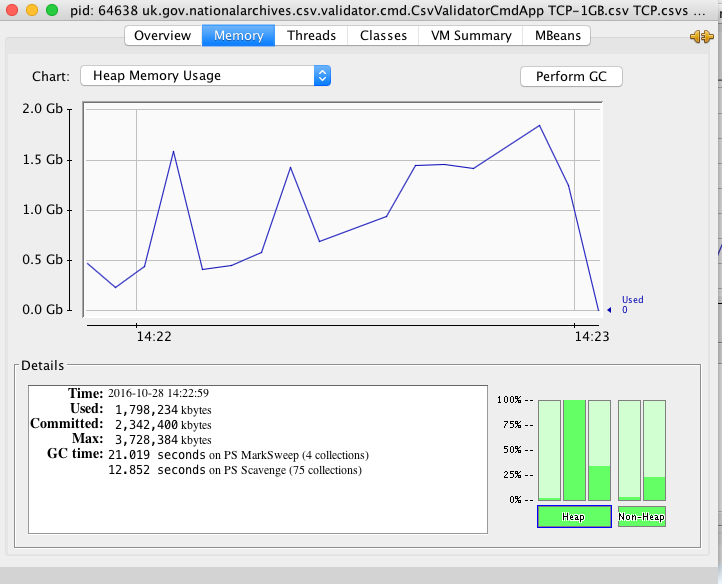 pid: 64638 uk.gov.nationalarchives.csv.validator.cmd.CsvValidatorCmdApp TCP-1GB.csv TCP.csvs ...
Overview Memory Threads Classes VM Summary MBeans
Chart: Heap Memory Usage Perform GC
2.0 Gb
1.5 Gb
1.0 Gb
0.5 Gb
0.0 Gb
Used
0
14:22 14:23
Details
Time: 2016-10-28 14:22:59
Used: 1,798,234 kbytes
Committed: 2,342,400 kbytes
Max: 3,728,384 kbytes
GC time: 21.019 seconds on PS MarkSweep (4 collections)
12.852 seconds on PS Scavenge (75 collections)
100% --
75% --
50% --
25% --
0% --
Heap Non-Heap